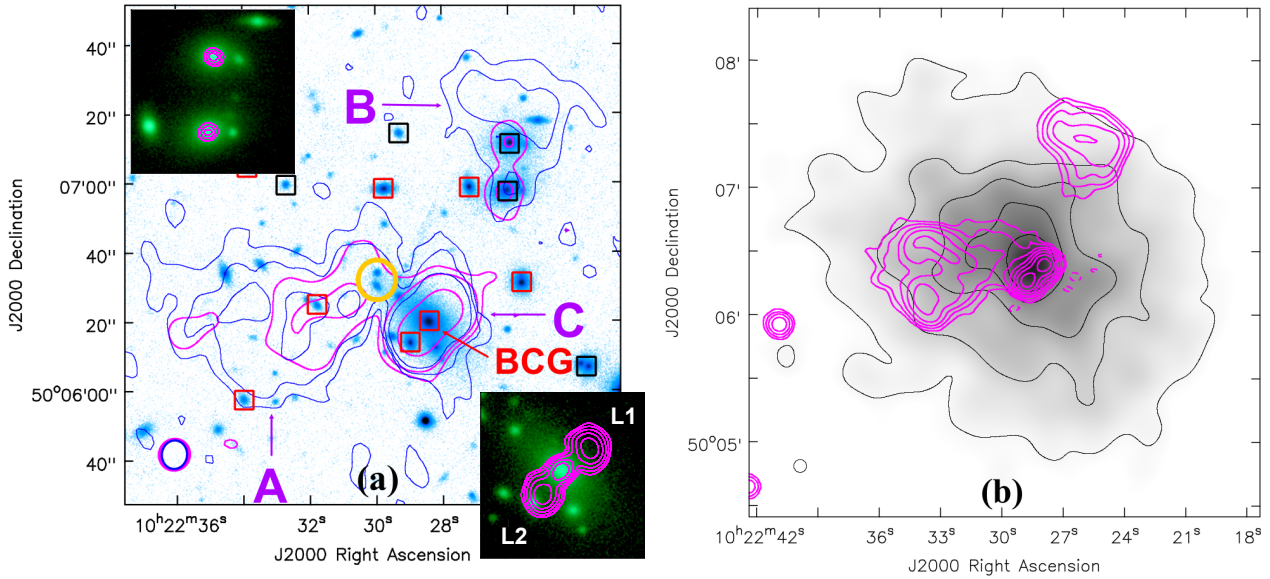 40''
20''
07'00''
40''
20''
50°06'00''
40''
J2000 Declination
10ʰ22ᵐ36ˢ
32ˢ
30ˢ
28ˢ
J2000 Right Ascension
B
C
BCG
A
(a)
L1
L2
08'
07'
06'
50°05'
J2000 Declination
10ʰ22ᵐ42ˢ
36ˢ
33ˢ
30ˢ
27ˢ
24ˢ
21ˢ
18ˢ
J2000 Right Ascension
(b)